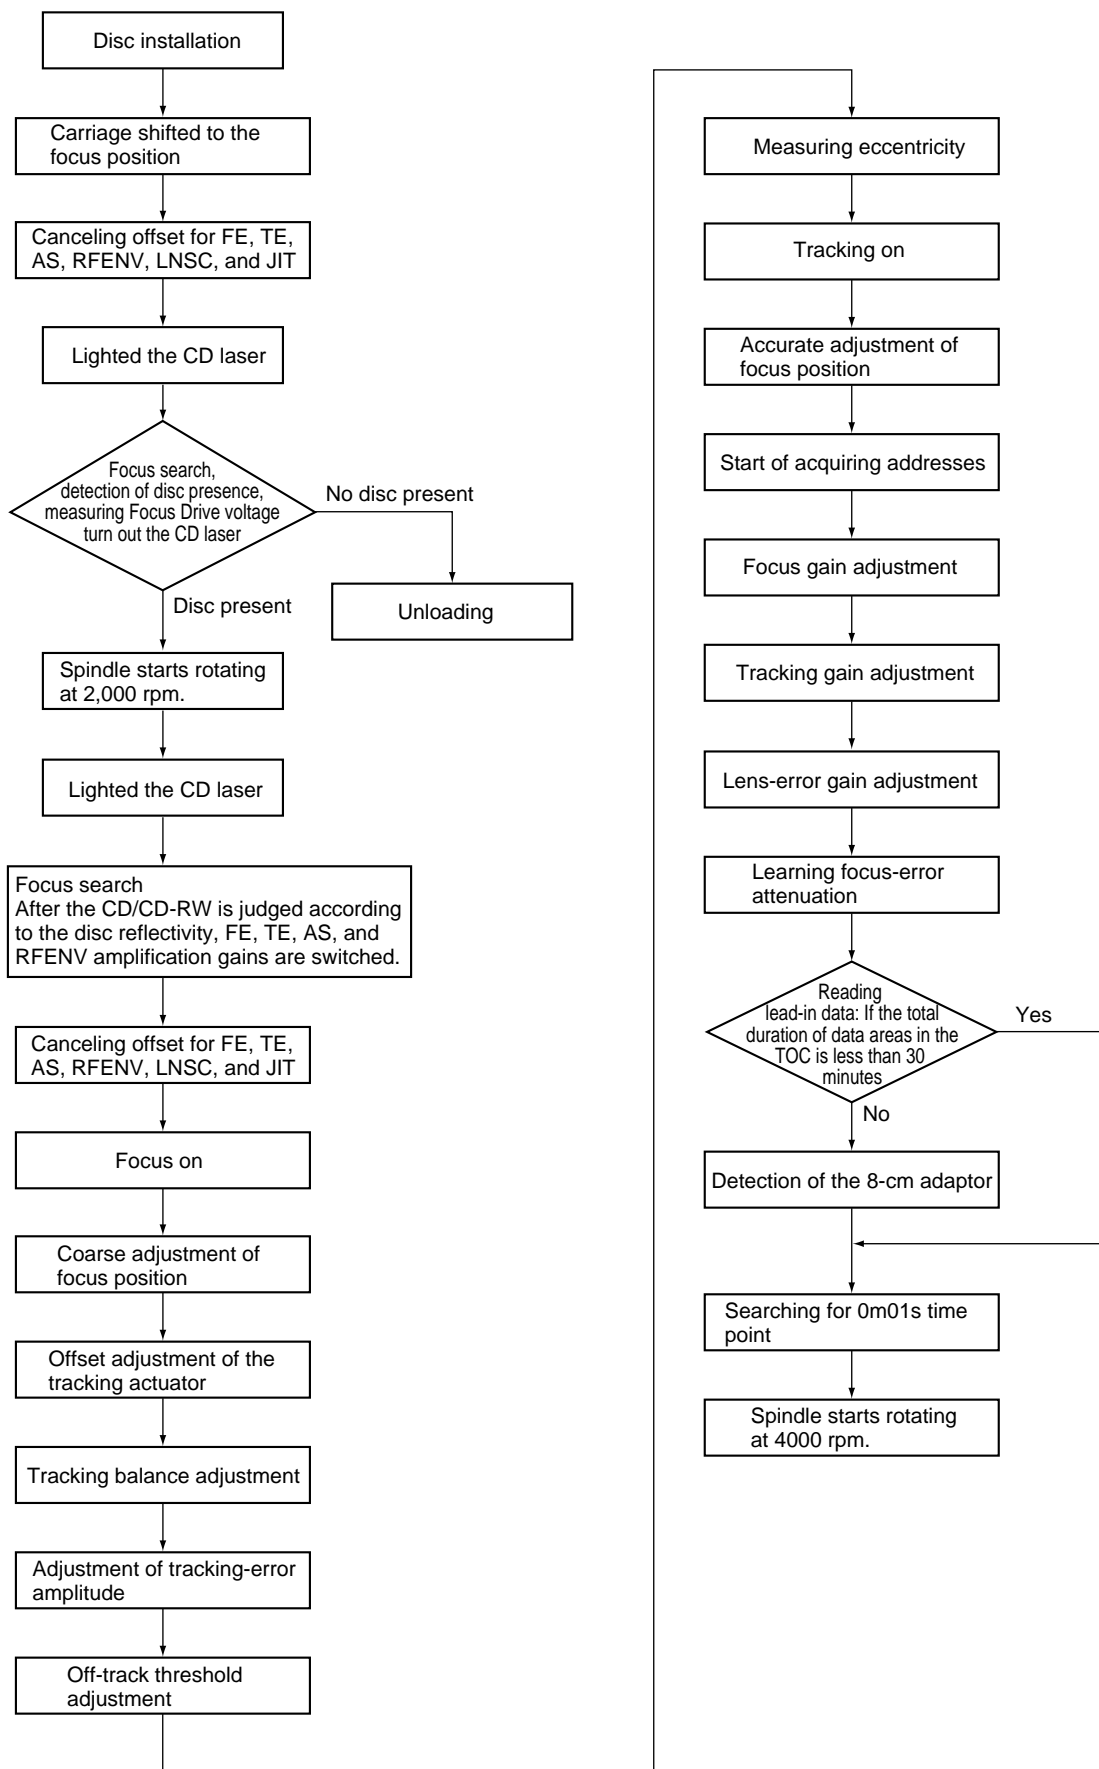 Disc installation
Carriage shifted to the
focus position
Canceling offset for FE, TE,
AS, RFENV, LNSC, and JIT
Lighted the CD laser
Focus search,
detection of disc presence,
measuring Focus Drive voltage
turn out the CD laser
No disc present
Unloading
Disc present
Spindle starts rotating
at 2,000 rpm.
Lighted the CD laser
Focus search
After the CD/CD-RW is judged according
to the disc reflectivity, FE, TE, AS, and
RFENV amplification gains are switched.
Canceling offset for FE, TE,
AS, RFENV, LNSC, and JIT
Focus on
Coarse adjustment of
focus position
Offset adjustment of the
tracking actuator
Tracking balance adjustment
Adjustment of tracking-error
amplitude
Off-track threshold
adjustment
Measuring eccentricity
Tracking on
Accurate adjustment of
focus position
Start of acquiring addresses
Focus gain adjustment
Tracking gain adjustment
Lens-error gain adjustment
Learning focus-error
attenuation
Reading
lead-in data: If the total
duration of data areas in the
TOC is less than 30
minutes
Yes
No
Detection of the 8-cm adaptor
Searching for 0m01s time
point
Spindle starts rotating
at 4000 rpm.